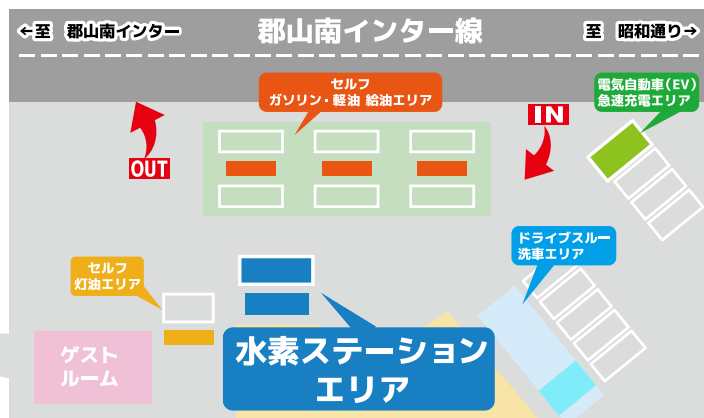 ←至 郡山南インター
郡山南インター線
至 昭和通り→
セルフ
ガソリン・軽油 給油エリア
電気自動車(EV)
急速充電エリア
IN
OUT
ドライブスルー
洗車エリア
セルフ
灯油エリア
水素ステーション
エリア
ゲスト
ルーム